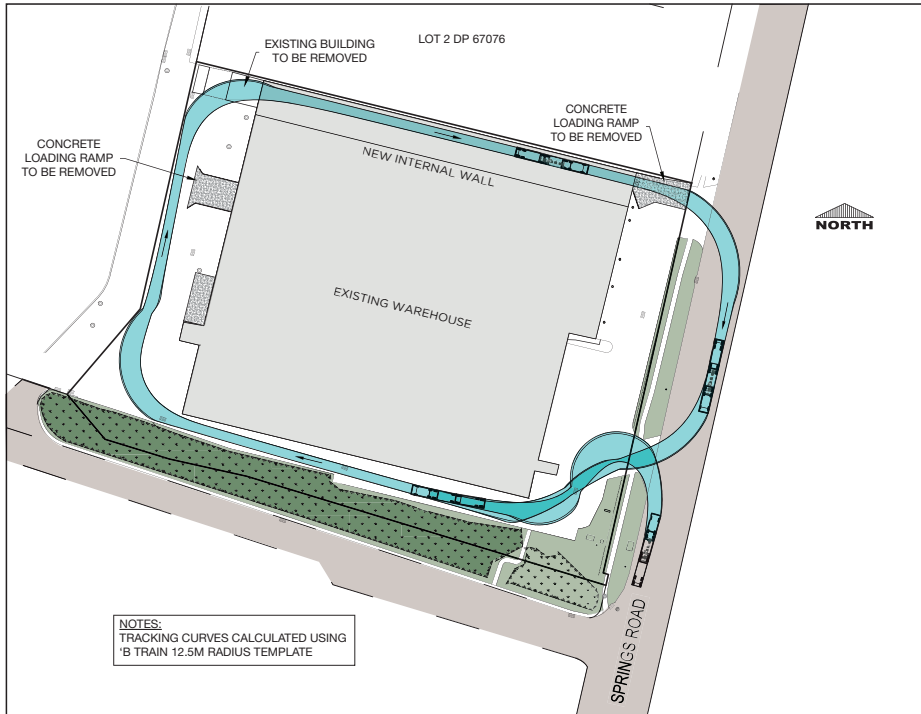 LOT 2 DP 67076
EXISTING BUILDING
TO BE REMOVED
CONCRETE
LOADING RAMP
TO BE REMOVED
CONCRETE
LOADING RAMP
TO BE REMOVED
NEW INTERNAL WALL
NORTH
EXISTING WAREHOUSE
SPRINGS ROAD
NOTES:
TRACKING CURVES CALCULATED USING
'B TRAIN 12.5M RADIUS TEMPLATE